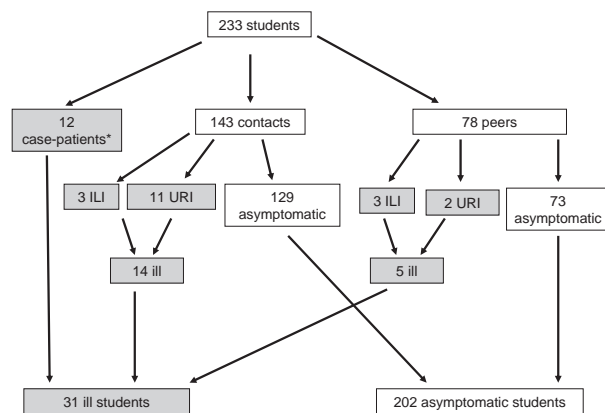 233 students
12
case-patients*
143 contacts
78 peers
3 ILI
11 URI
129
asymptomatic
3 ILI
2 URI
73
asymptomatic
14 ill
5 ill
31 ill students
202 asymptomatic students